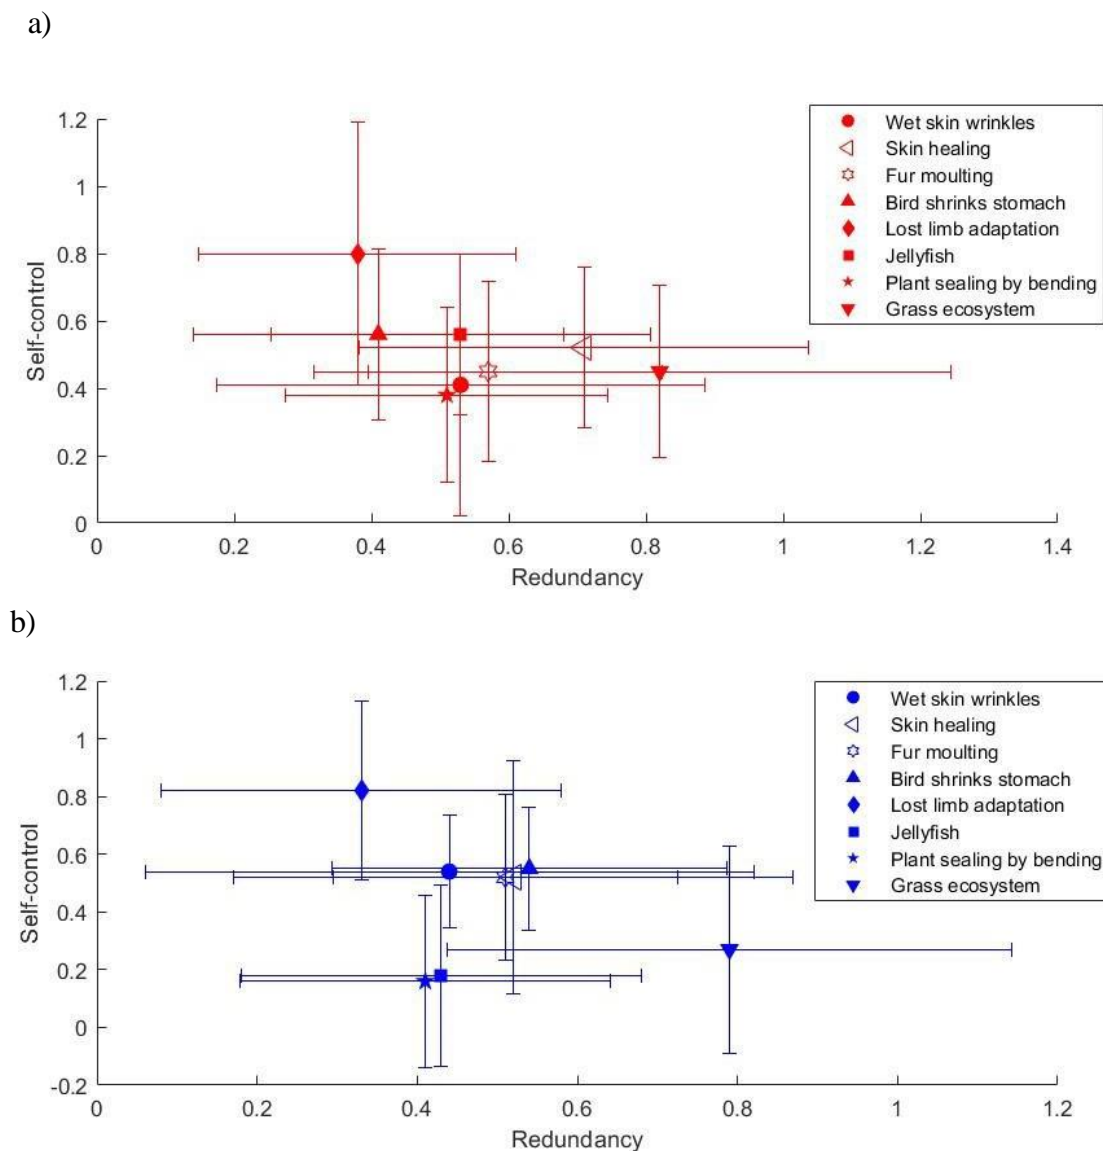 a)
1.2
1
0.8
0.6
0.4
0.2
0
Self-control
0
0.2
0.4
0.6
0.8
1
1.2
1.4
Redundancy
Wet skin wrinkles
Skin healing
Fur moulting
Bird shrinks stomach
Lost limb adaptation
Jellyfish
Plant sealing by bending
Grass ecosystem
b)
1.2
1
0.8
0.6
0.4
0.2
0
-0.2
Self-control
0
0.2
0.4
0.6
0.8
1
1.2
Redundancy
Wet skin wrinkles
Skin healing
Fur moulting
Bird shrinks stomach
Lost limb adaptation
Jellyfish
Plant sealing by bending
Grass ecosystem